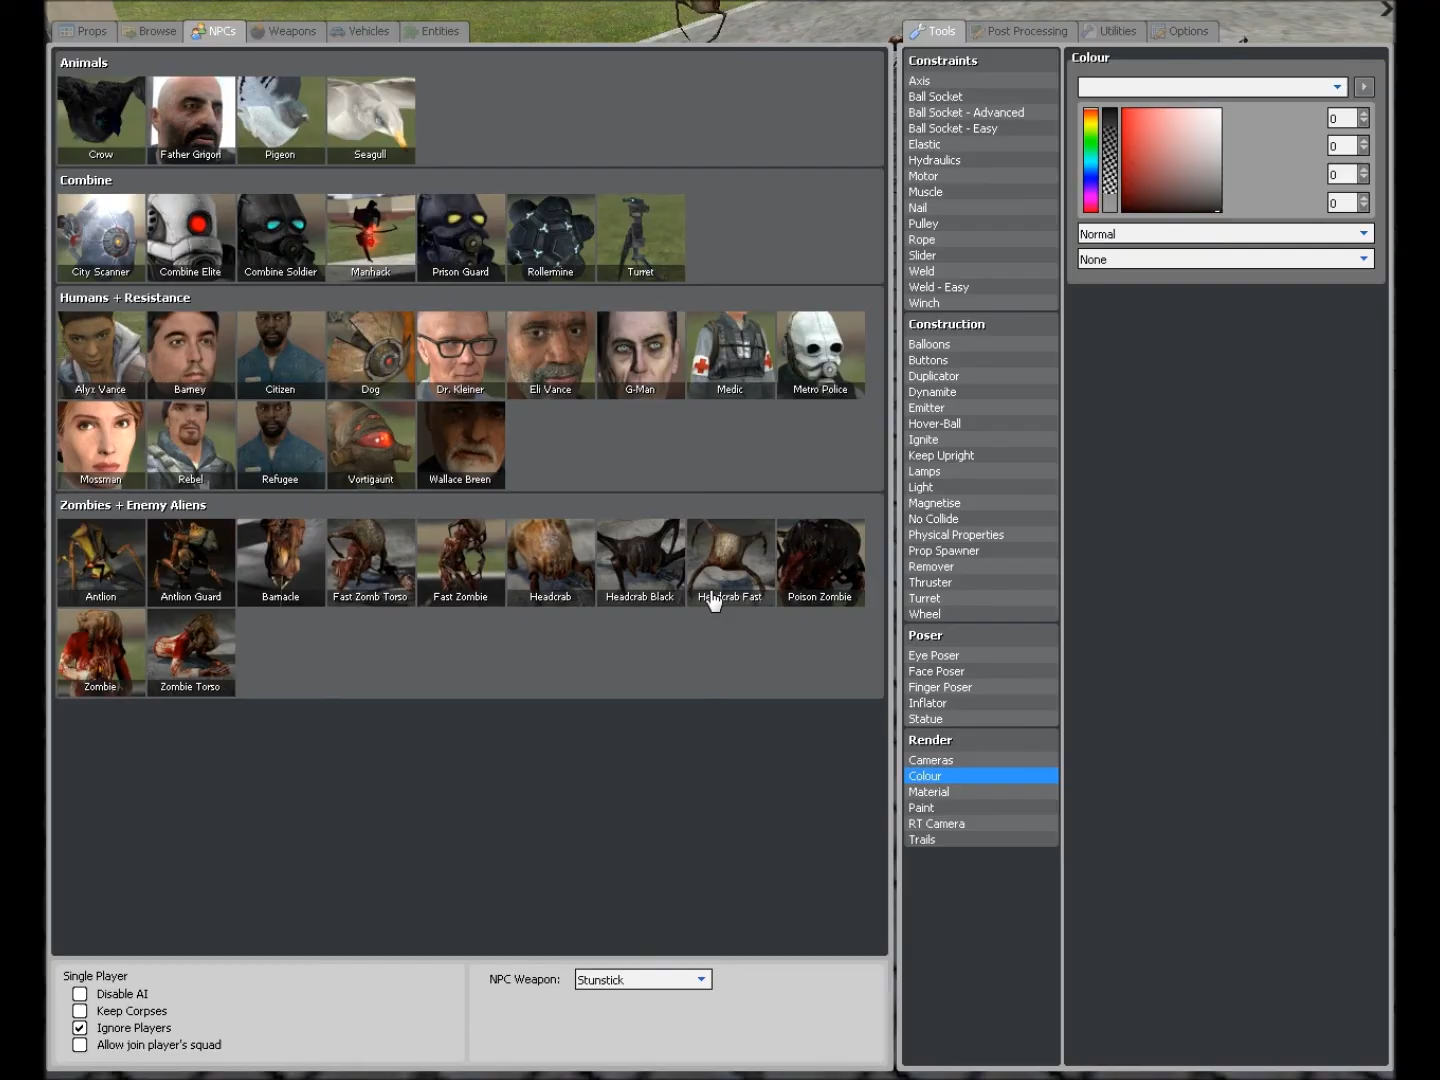 Props Browse NPCs Weapons Vehicles Entities
Animals
Crow Father Grigori Pigeon Seagull
Combine
City Scanner Combine Elite Combine Soldier Manhack Prison Guard Rollermine Turret
Humans + Resistance
Alyx Vance Barney Citizen Dog Dr. Kleiner Eli Vance G-Man Medic Metro Police
Mossman Rebel Refugee Vortigaunt Wallace Breen
Zombies + Enemy Aliens
Antlion Antlion Guard Barnacle Fast Zomb Torso Fast Zombie Headcrab Headcrab Black Headcrab Fast Poison Zombie
Zombie Zombie Torso
Single Player
Disable AI
Keep Corpses
Ignore Players
Allow join player's squad
NPC Weapon: Stunstick
Tools Post Processing Utilities Options
Constraints
Axis
Ball Socket
Ball Socket - Advanced
Ball Socket - Easy
Elastic
Hydraulics
Motor
Muscle
Nail
Pulley
Rope
Slider
Weld
Weld - Easy
Winch
Construction
Balloons
Buttons
Duplicator
Dynamite
Emitter
Hover-Ball
Ignite
Keep Upright
Lamps
Light
Magnetise
No Collide
Physical Properties
Prop Spawner
Remover
Thruster
Turret
Wheel
Poser
Eye Poser
Face Poser
Finger Poser
Inflator
Statue
Render
Cameras
Colour
Material
Paint
RT Camera
Trails
Colour
0
0
0
0
Normal
None